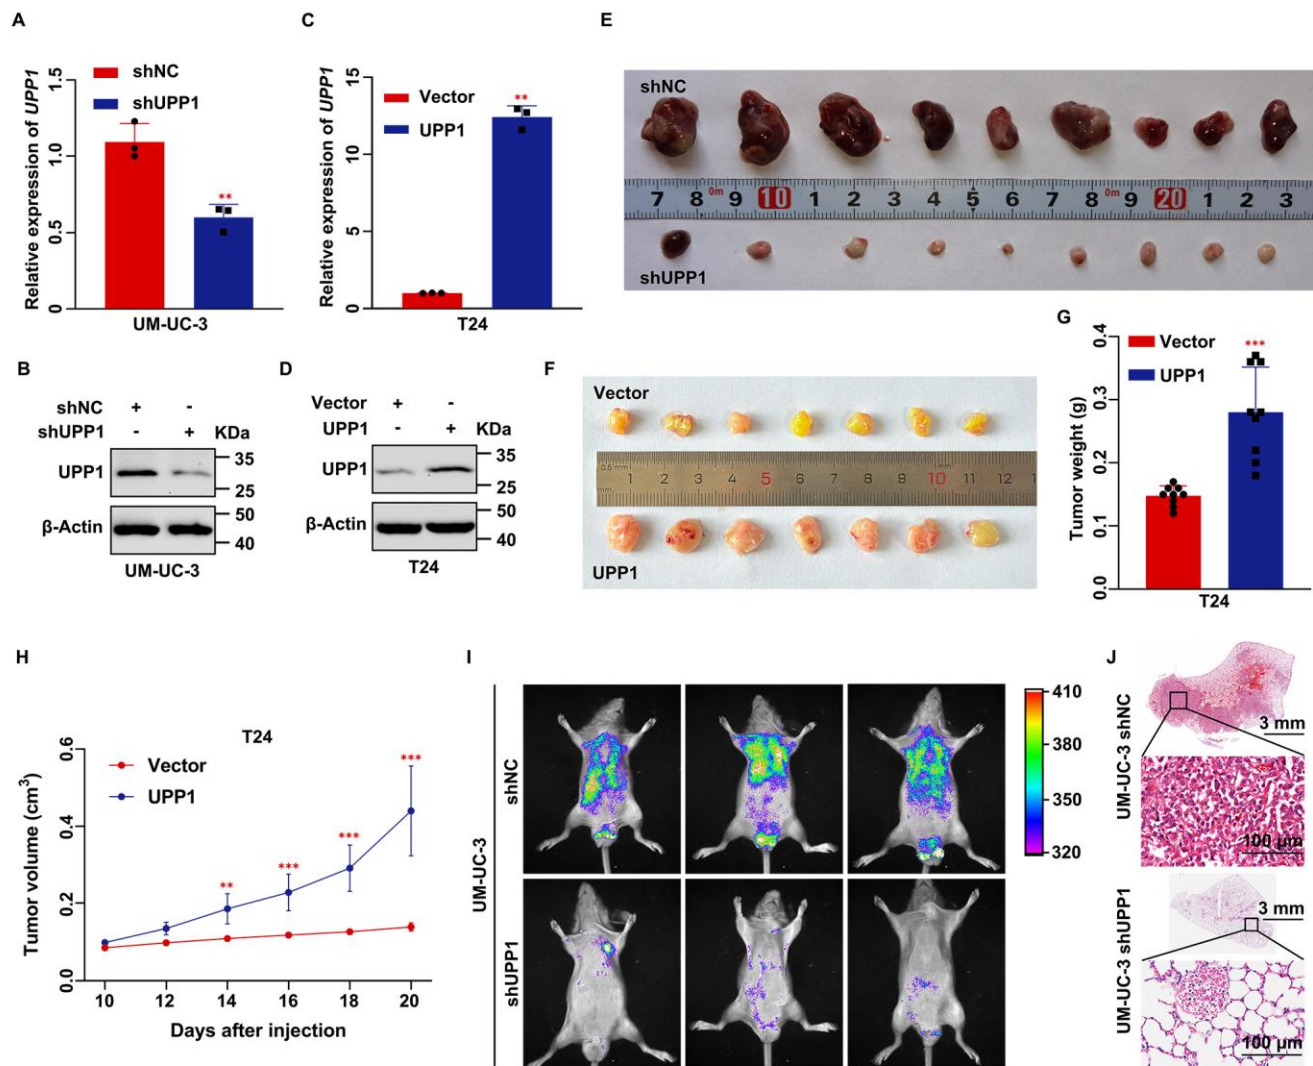 A
Relative expression of UPP1
1.5
1.0
0.5
0
shNC
shUPP1
**
UM-UC-3
C
Relative expression of UPP1
15
10
5
0
Vector
UPP1
**
T24
E
shNC
7 8 0m 9 10 1 2 3 4 5 6 7 8 0m 9 20 1 2 3
shUPP1
B
shNC + -
shUPP1 - + KDa
UPP1
35
25
β-Actin
50
40
UM-UC-3
D
Vector + -
UPP1 - + KDa
UPP1
35
25
β-Actin
50
40
T24
F
Vector
0.5 mm
mm
1 2 3 4 5 6 7 8 9 10 11 12 1
UPP1
G
Tumor weight (g)
0.4
0.3
0.2
0.1
0.0
Vector
UPP1
***
T24
H
T24
Tumor volume (cm3)
0.6
0.4
0.2
0.0
Vector
UPP1
** *** *** ***
10 12 14 16 18 20
Days after injection
I
UM-UC-3
shNC
shUPP1
410
380
350
320
J
UM-UC-3 shNC
3 mm
100 μm
UM-UC-3 shUPP1
3 mm
100 μm